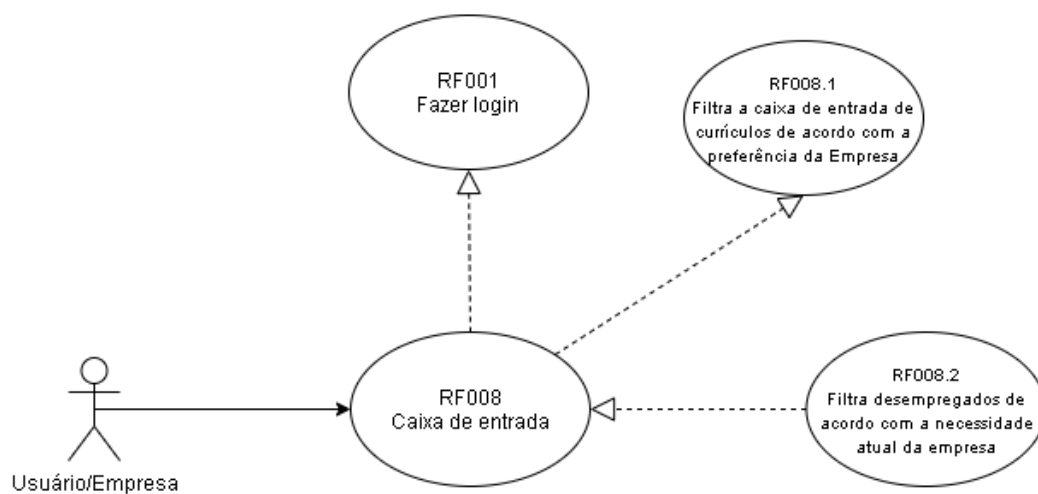 RF001
Fazer login
RF008.1
Filtra a caixa de entrada de
currículos de acordo com a
preferência da Empresa
RF008
Caixa de entrada
RF008.2
Filtra desempregados de
acordo com a necessidade
atual da empresa
Usuário/Empresa